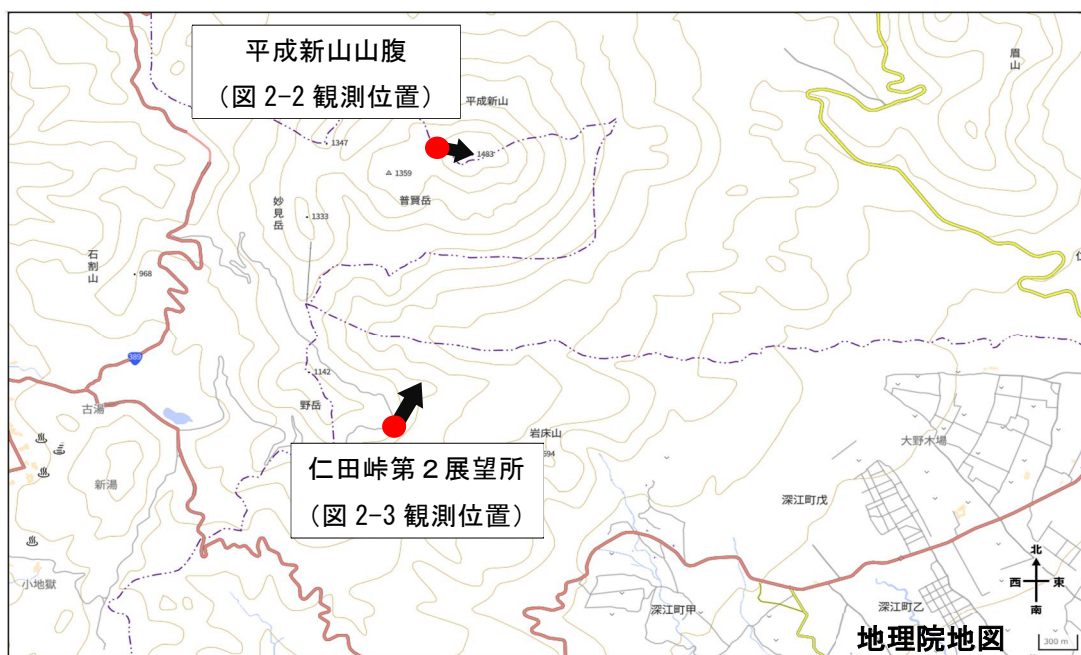 平成新山山腹
（図 2-2 観測位置）
眉山
平成新山
1347
1483
1359
普賢岳
妙見岳
1333
石割山
968
389
1142
野岳
古湯
岩床山
594
大野木場
仁田峠第２展望所
（図 2-3 観測位置）
新湯
深江町戊
小地獄
北
西 東
南
深江町甲
深江町乙
地理院地図
300 m